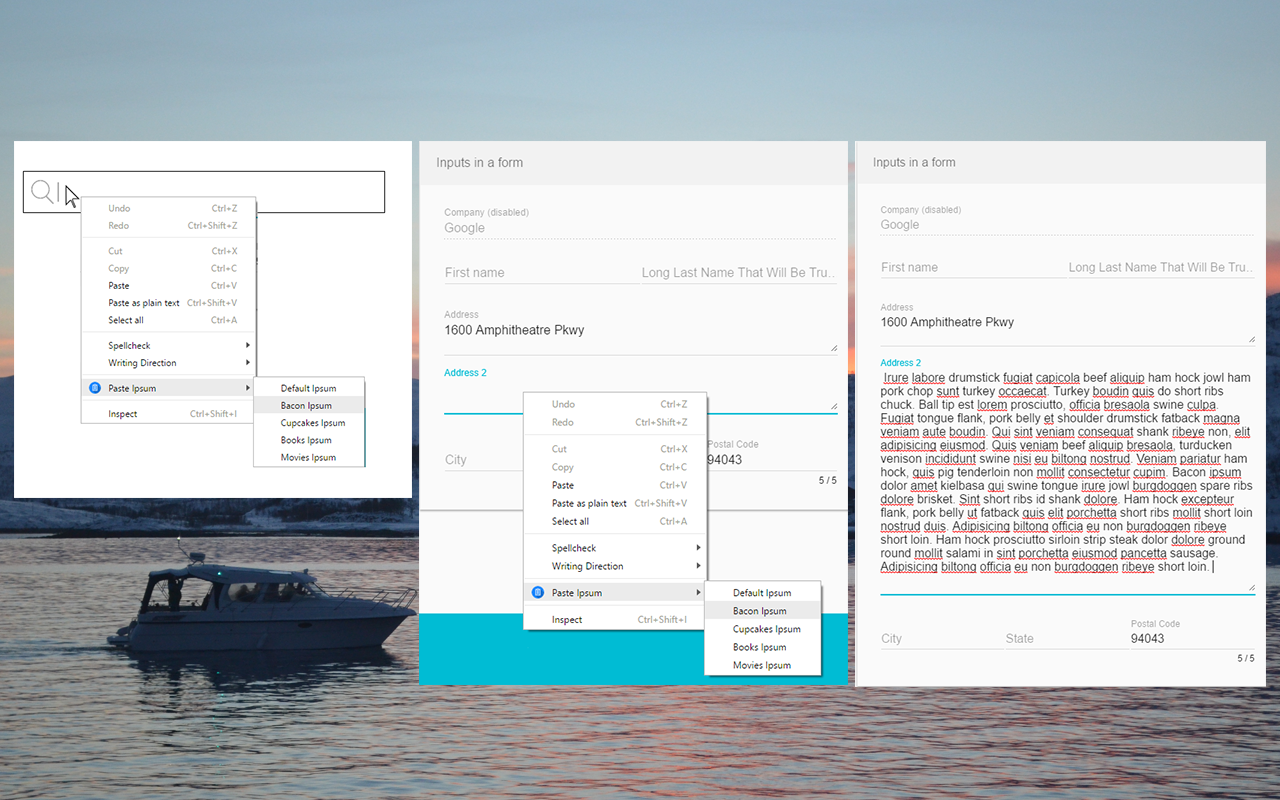 Undo Ctrl+Z
Redo Ctrl+Shift+Z
Cut Ctrl+X
Copy Ctrl+C
Paste Ctrl+V
Paste as plain text Ctrl+Shift+V
Select all Ctrl+A
Spellcheck
Writing Direction
Paste Ipsum
Inspect Ctrl+Shift+I
Default Ipsum
Bacon Ipsum
Cupcakes Ipsum
Books Ipsum
Movies Ipsum
Inputs in a form
Company (disabled)
Google
First name Long Last Name That Will Be Tru..
Address
1600 Amphitheatre Pkwy
Address 2
City
Postal Code
94043
5 / 5
Undo Ctrl+Z
Redo Ctrl+Shift+Z
Cut Ctrl+X
Copy Ctrl+C
Paste Ctrl+V
Paste as plain text Ctrl+Shift+V
Select all Ctrl+A
Spellcheck
Writing Direction
Paste Ipsum
Inspect Ctrl+Shift+I
Default Ipsum
Bacon Ipsum
Cupcakes Ipsum
Books Ipsum
Movies Ipsum
Inputs in a form
Company (disabled)
Google
First name Long Last Name That Will Be Tru..
Address
1600 Amphitheatre Pkwy
Address 2
Irure labore drumstick fugiat capicola beef aliquip ham hock jowl ham
pork chop sunt turkey occaecat. Turkey boudin quis do short ribs
chuck. Ball tip est lorem prosciutto, officia bresaola swine culpa.
Fugiat tongue flank, pork belly et shoulder drumstick fatback magna
veniam aute boudin. Qui sint veniam consequat shank ribeye non, elit
adipisicing eiusmod. Quis veniam beef aliquip bresaola, turducken
venison incididunt swine nisi eu biltong nostrud. Veniam pariatur ham
hock, quis pig tenderloin non mollit consectetur cupim. Bacon ipsum
dolor amet kielbasa qui swine tongue irure jowl burgdoggen spare ribs
dolore brisket. Sint short ribs id shank dolore. Ham hock excepteur
flank, pork belly ut fatback quis elit porchetta short ribs mollit short loin
nostrud duis. Adipisicing biltong officia eu non burgdoggen ribeye
short loin. Ham hock prosciutto sirloin strip steak dolor dolore ground
round mollit salami in sint porchetta eiusmod pancetta sausage.
Adipisicing biltong officia eu non burgdoggen ribeye short loin.
City State
Postal Code
94043
5 / 5